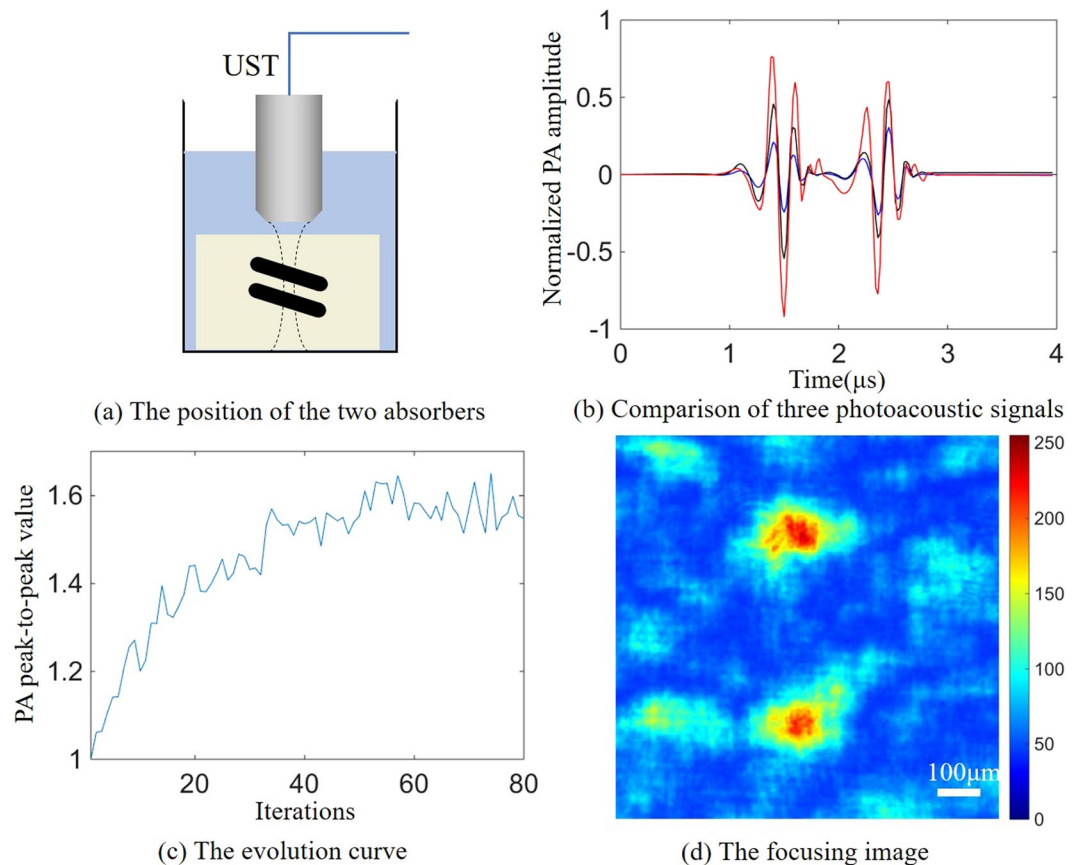 UST
(a) The position of the two absorbers
Normalized PA amplitude
1
0.5
0
-0.5
-1
0
1
2
3
4
Time(μs)
(b) Comparison of three photoacoustic signals
PA peak-to-peak value
1.6
1.4
1.2
1
20
40
60
80
Iterations
(c) The evolution curve
100μm
250
200
150
100
50
0
(d) The focusing image